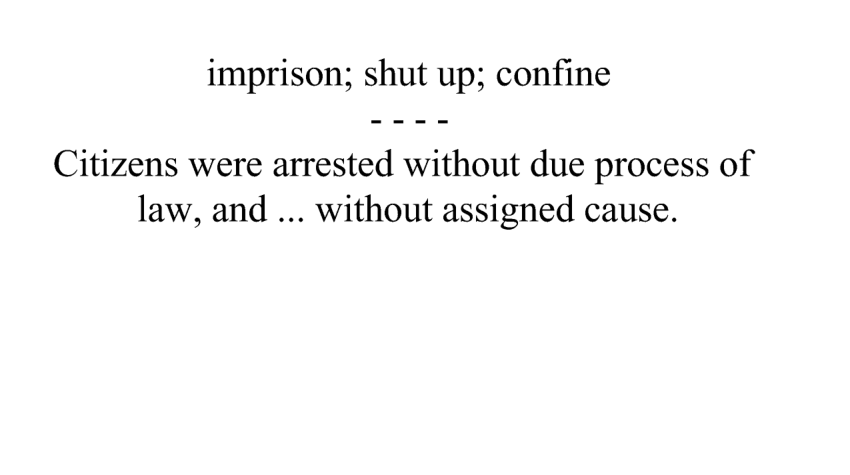 imprison; shut up; confine
- - - -
Citizens were arrested without due process of
law, and ... without assigned cause.